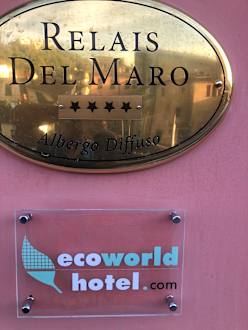 RELAIS
DEL MARO
★★★★
Albergo Diffuso
ecoworld
hotel.com